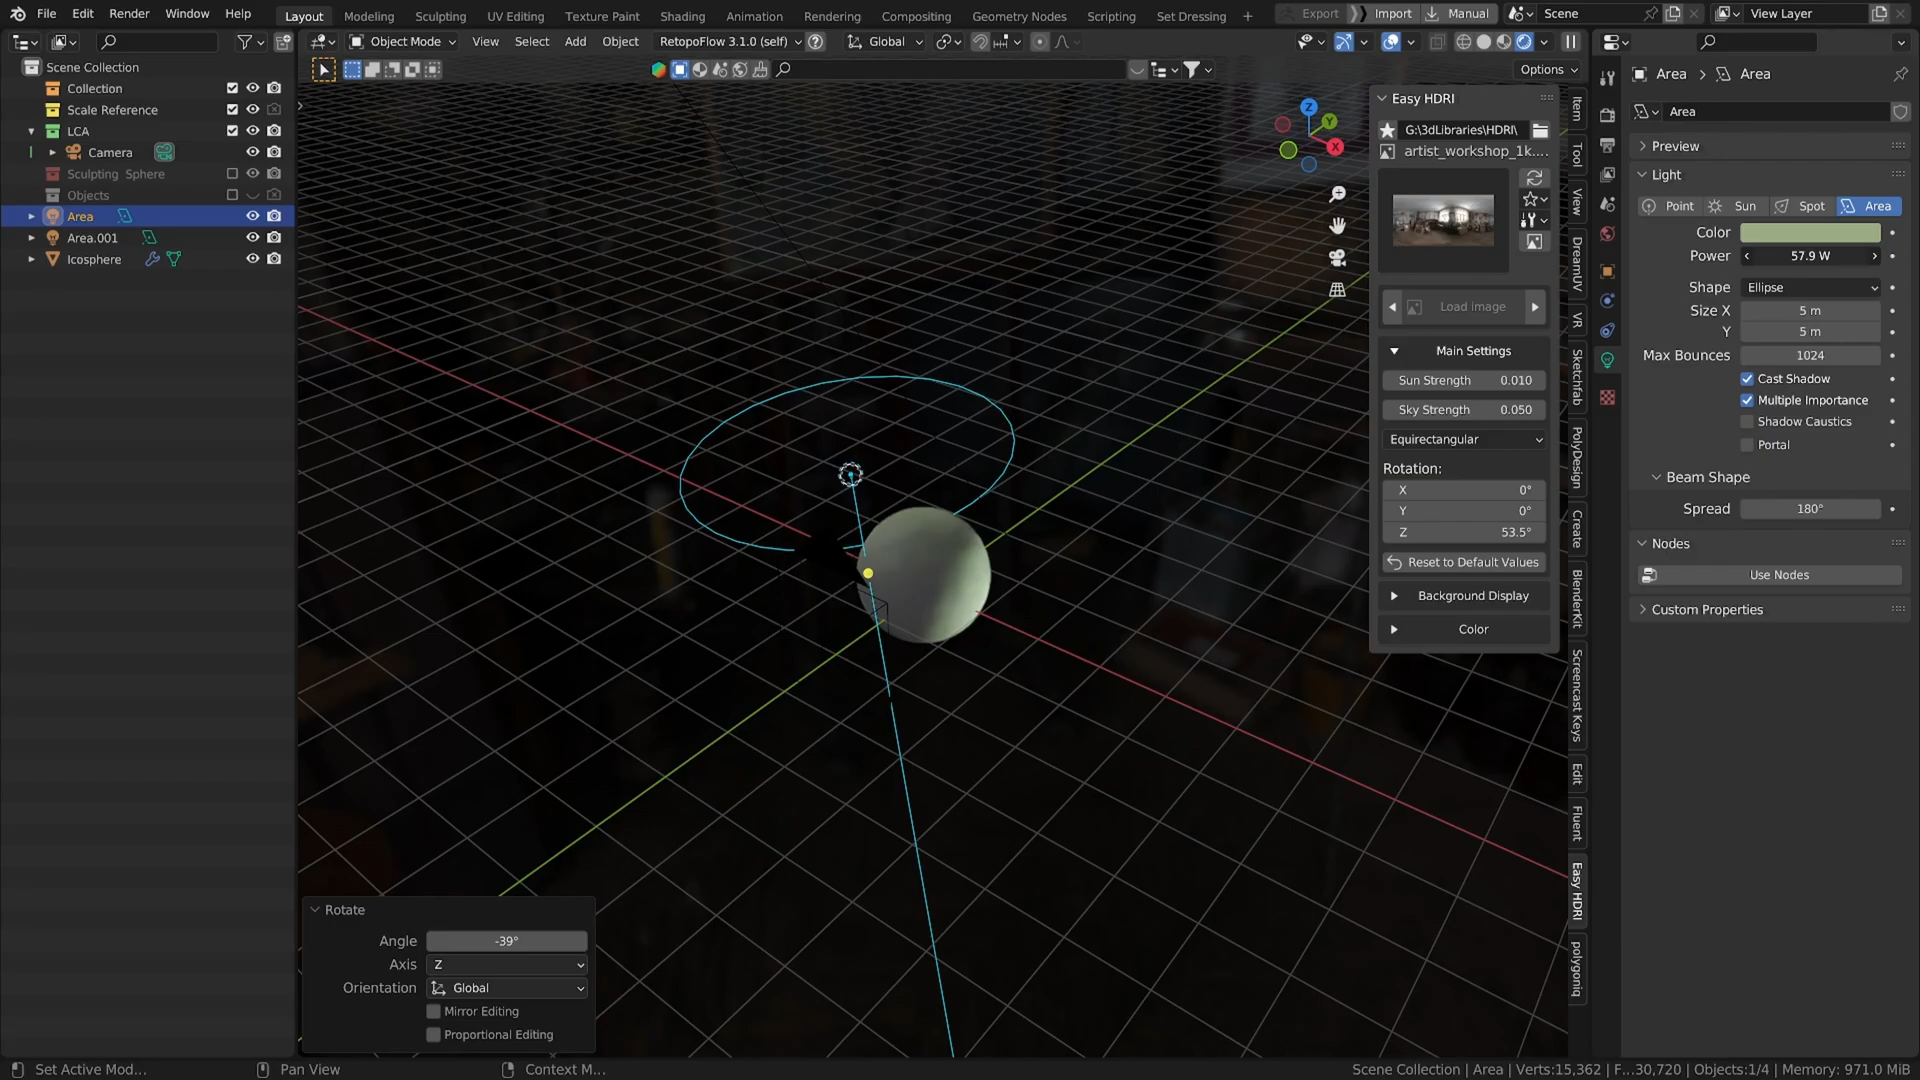 File Edit Render Window Help Layout Modeling Sculpting UV Editing Texture Paint Shading Animation Rendering Compositing Geometry Nodes Scripting Set Dressing + Export Import Manual Scene View Layer
Object Mode View Select Add Object RetopoFlow 3.1.0 (self) Global
Options
Scene Collection
Collection
Scale Reference
LCA
Camera
Sculpting Sphere
Objects
Area
Area.001
Icosphere
Z
Y
X
Easy HDRI
G:\3dLibraries\HDRI\
artist_workshop_1k....
Load image
Main Settings
Sun Strength 0.010
Sky Strength 0.050
Equirectangular
Rotation:
X 0°
Y 0°
Z 53.5°
Reset to Default Values
Background Display
Color
Item
Tool
View
DreamUV
VR
Sketchfab
PolyDesign
Create
BlenderKit
Screencast Keys
Edit
Fluent
Easy HDRI
polygoniq
Area > Area
Area
Preview
Light
Point Sun Spot Area
Color
Power 57.9 W
Shape Ellipse
Size X 5 m
Y 5 m
Max Bounces 1024
Cast Shadow
Multiple Importance
Shadow Caustics
Portal
Beam Shape
Spread 180°
Nodes
Use Nodes
Custom Properties
Rotate
Angle -39°
Axis Z
Orientation Global
Mirror Editing
Proportional Editing
Set Active Mod... Pan View Context M... Scene Collection | Area | Verts:15,362 | F...30,720 | Objects:1/4 | Memory: 971.0 MiB